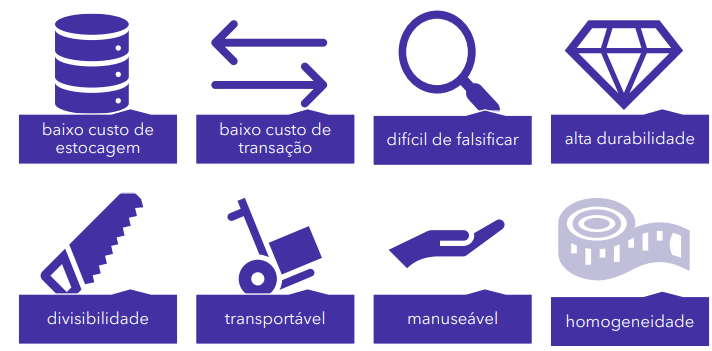 baixo custo de
estocagem
baixo custo de
transação
difícil de falsificar
alta durabilidade
divisibilidade
transportável
manuseável
homogeneidade